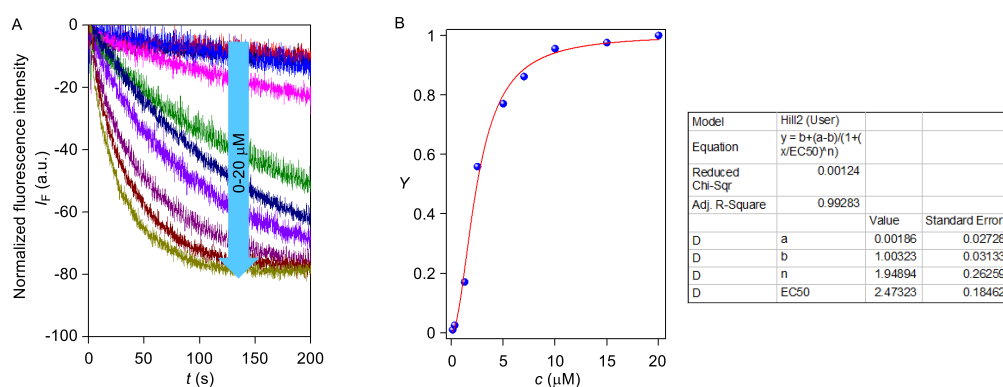 A
Normalized fluorescence intensity
I_F (a.u.)
0
-20
-40
-60
-80
-100
0-20 μM
0 50 100 150 200
t (s)
B
Y
1
0.8
0.6
0.4
0.2
0
0 5 10 15 20
c (μM)
Model Hill2 (User)
Equation y = b+(a-b)/(1+(
x/EC50)^n)
Reduced
Chi-Sqr 0.00124
Adj. R-Square 0.99283
Value Standard Error
D a 0.00186 0.02728
D b 1.00323 0.03133
D n 1.94894 0.26259
D EC50 2.47323 0.18462